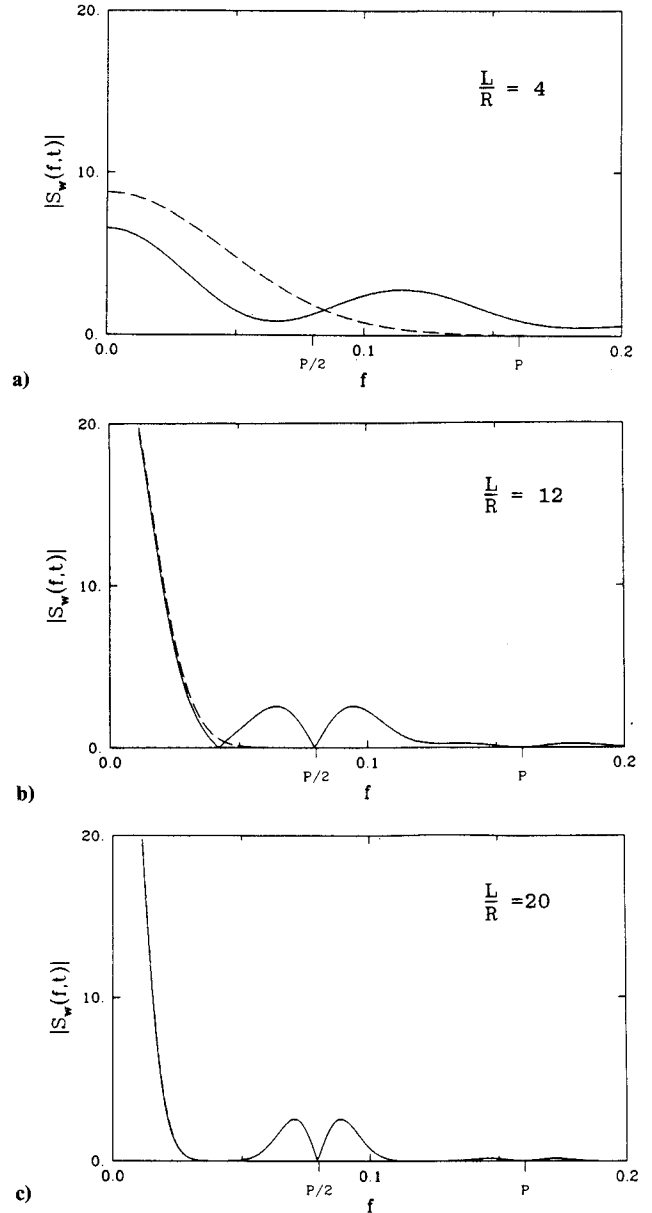 20.
10.
0.
|S_w(f,t)|
L/R = 4
0.0
P/2
0.1
P
0.2
f
a)
20.
10.
0.
|S_w(f,t)|
L/R = 12
0.0
P/2
0.1
P
0.2
f
b)
20.
10.
0.
|S_w(f,t)|
L/R =20
0.0
P/2
0.1
P
0.2
f
c)